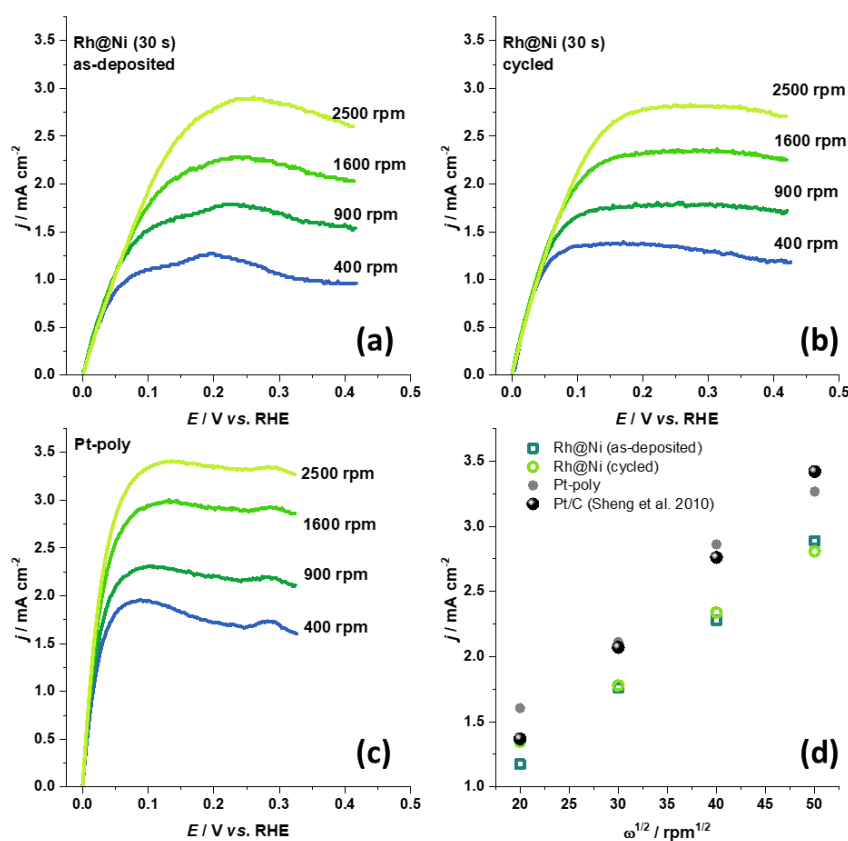 Rh@Ni (30 s)
as-deposited
2500 rpm
1600 rpm
900 rpm
400 rpm
(a)
3.5
3.0
2.5
2.0
1.5
1.0
0.5
0.0
j / mA cm⁻²
0.0 0.1 0.2 0.3 0.4 0.5
E / V vs. RHE
Rh@Ni (30 s)
cycled
2500 rpm
1600 rpm
900 rpm
400 rpm
(b)
3.5
3.0
2.5
2.0
1.5
1.0
0.5
0.0
j / mA cm⁻²
0.0 0.1 0.2 0.3 0.4 0.5
E / V vs. RHE
Pt-poly
2500 rpm
1600 rpm
900 rpm
400 rpm
(c)
3.5
3.0
2.5
2.0
1.5
1.0
0.5
0.0
j / mA cm⁻²
0.0 0.1 0.2 0.3 0.4 0.5
E / V vs. RHE
Rh@Ni (as-deposited)
Rh@Ni (cycled)
Pt-poly
Pt/C (Sheng et al. 2010)
(d)
3.5
3.0
2.5
2.0
1.5
1.0
j / mA cm⁻²
20 25 30 35 40 45 50
ω¹ᐟ² / rpm¹ᐟ²